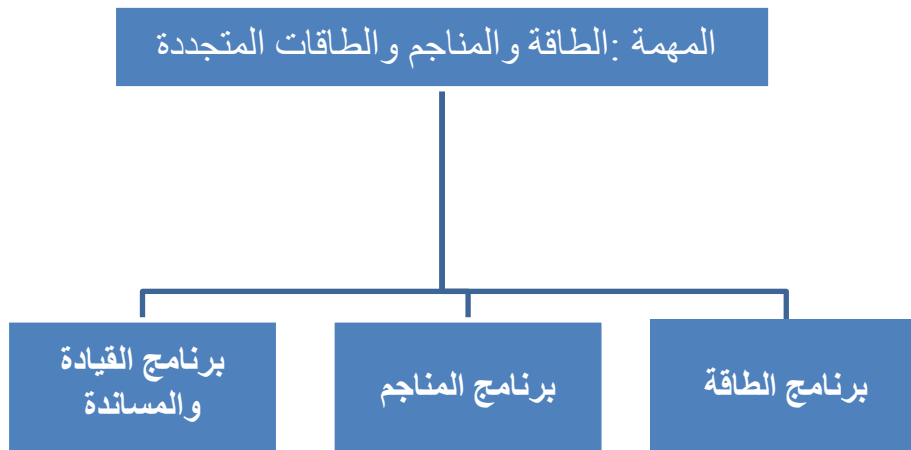 المهمة :الطاقة والمناجم والطاقات المتجددة
برنامج الطاقة
برنامج المناجم
برنامج القيادة
والمساندة